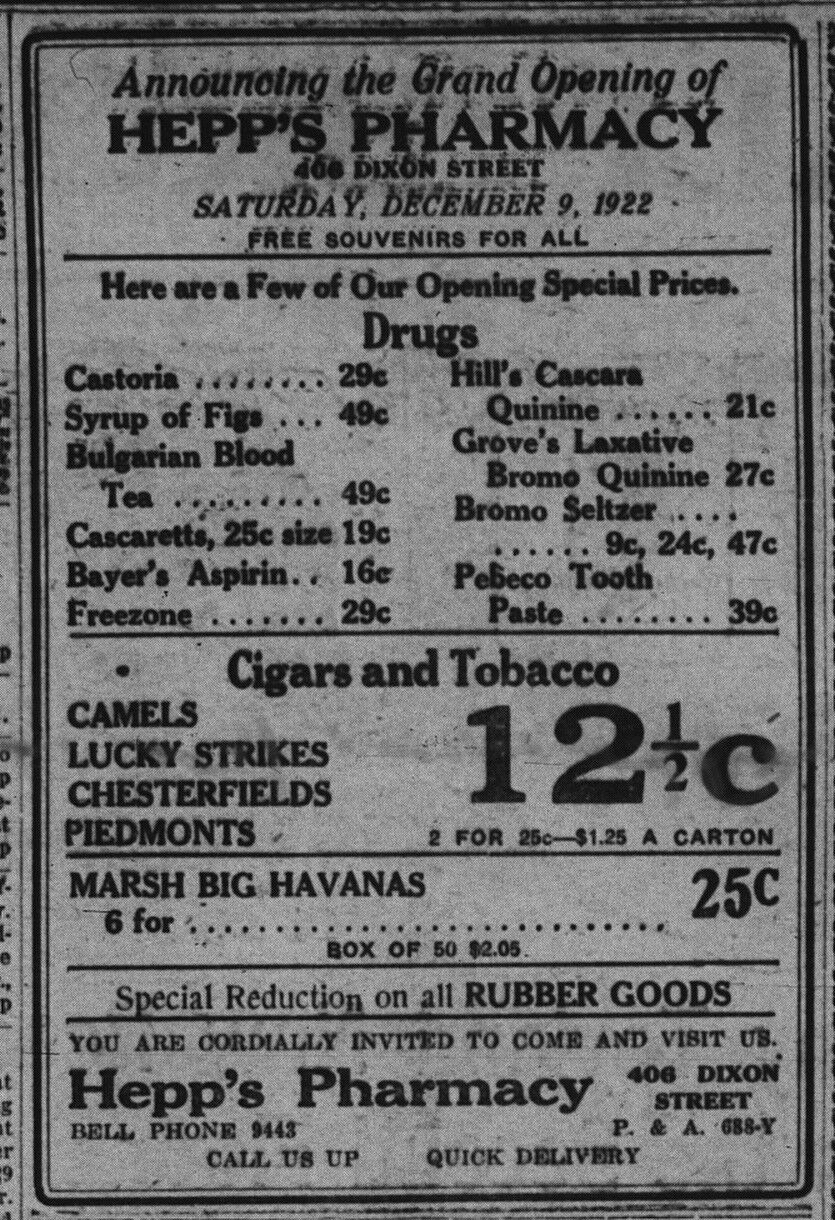 Announcing the Grand Opening of
HEPP'S PHARMACY
406 DIXON STREET
SATURDAY, DECEMBER 9, 1922
FREE SOUVENIRS FOR ALL
Here are a Few of Our Opening Special Prices.
Drugs
Castoria ........ 29c
Syrup of Figs ... 49c
Bulgarian Blood
Tea ......... 49c
Cascaretts, 25c size 19c
Bayer's Aspirin.. 16c
Freezone ....... 29c
Hill's Cascara
Quinine ...... 21c
Grove's Laxative
Bromo Quinine 27c
Bromo Seltzer ....
...... 9c, 24c, 47c
Pebeco Tooth
Paste ........ 39c
Cigars and Tobacco
CAMELS
LUCKY STRIKES
CHESTERFIELDS
PIEDMONTS
12½c
2 FOR 25c—$1.25 A CARTON
MARSH BIG HAVANAS
6 for .............................. 25c
BOX OF 50 $2.05.
Special Reduction on all RUBBER GOODS
YOU ARE CORDIALLY INVITED TO COME AND VISIT US.
Hepp's Pharmacy
406 DIXON
STREET
BELL PHONE 9443
P. & A. 688-Y
CALL US UP QUICK DELIVERY